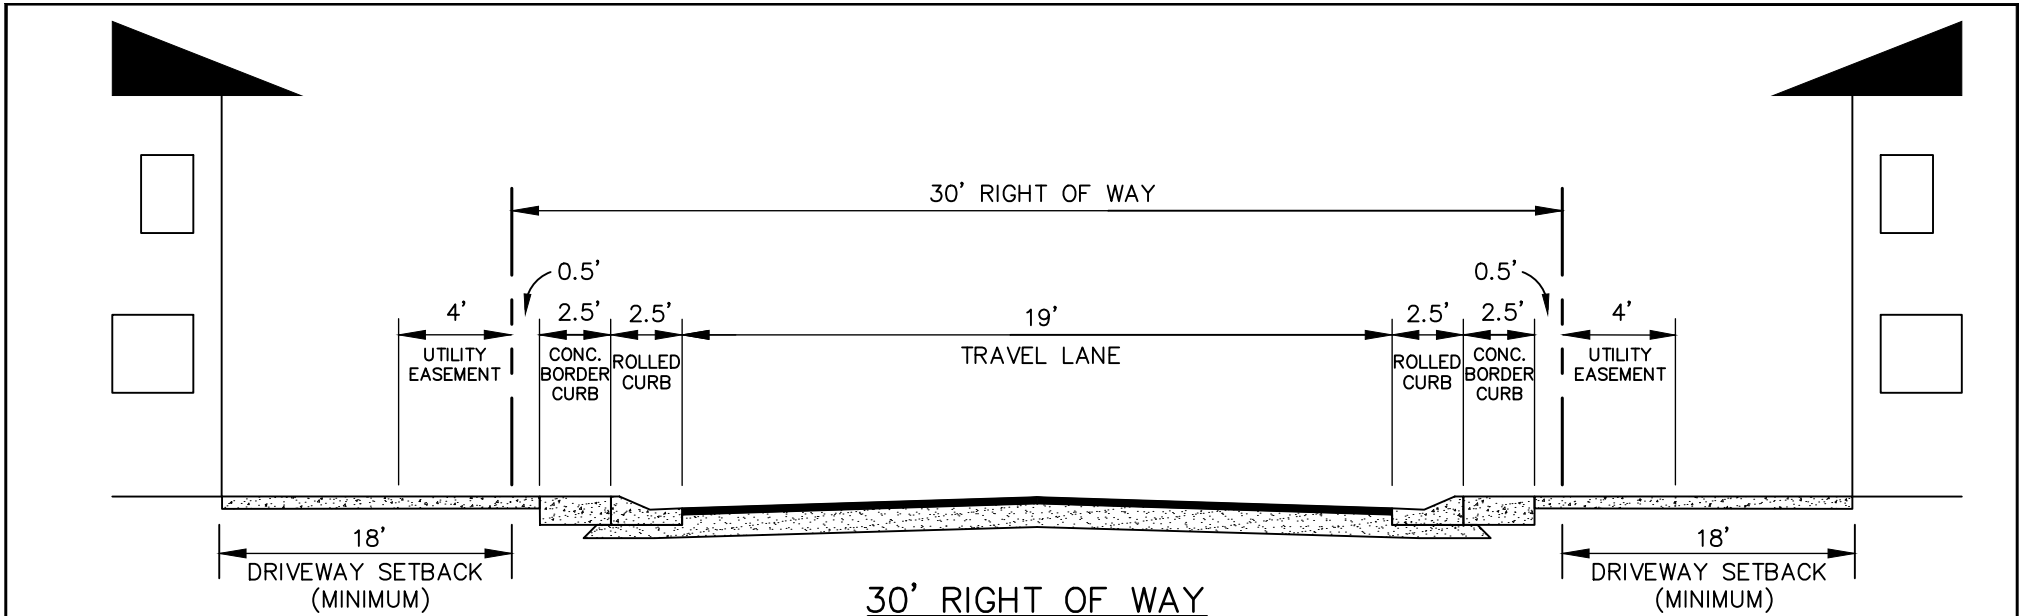 30' RIGHT OF WAY
0.5'
0.5'
4'
2.5'
2.5'
19'
2.5'
2.5'
4'
UTILITY
EASEMENT
CONC.
BORDER
CURB
ROLLED
CURB
TRAVEL LANE
ROLLED
CURB
CONC.
BORDER
CURB
UTILITY
EASEMENT
18'
DRIVEWAY SETBACK
(MINIMUM)
18'
DRIVEWAY SETBACK
(MINIMUM)
30' RIGHT OF WAY